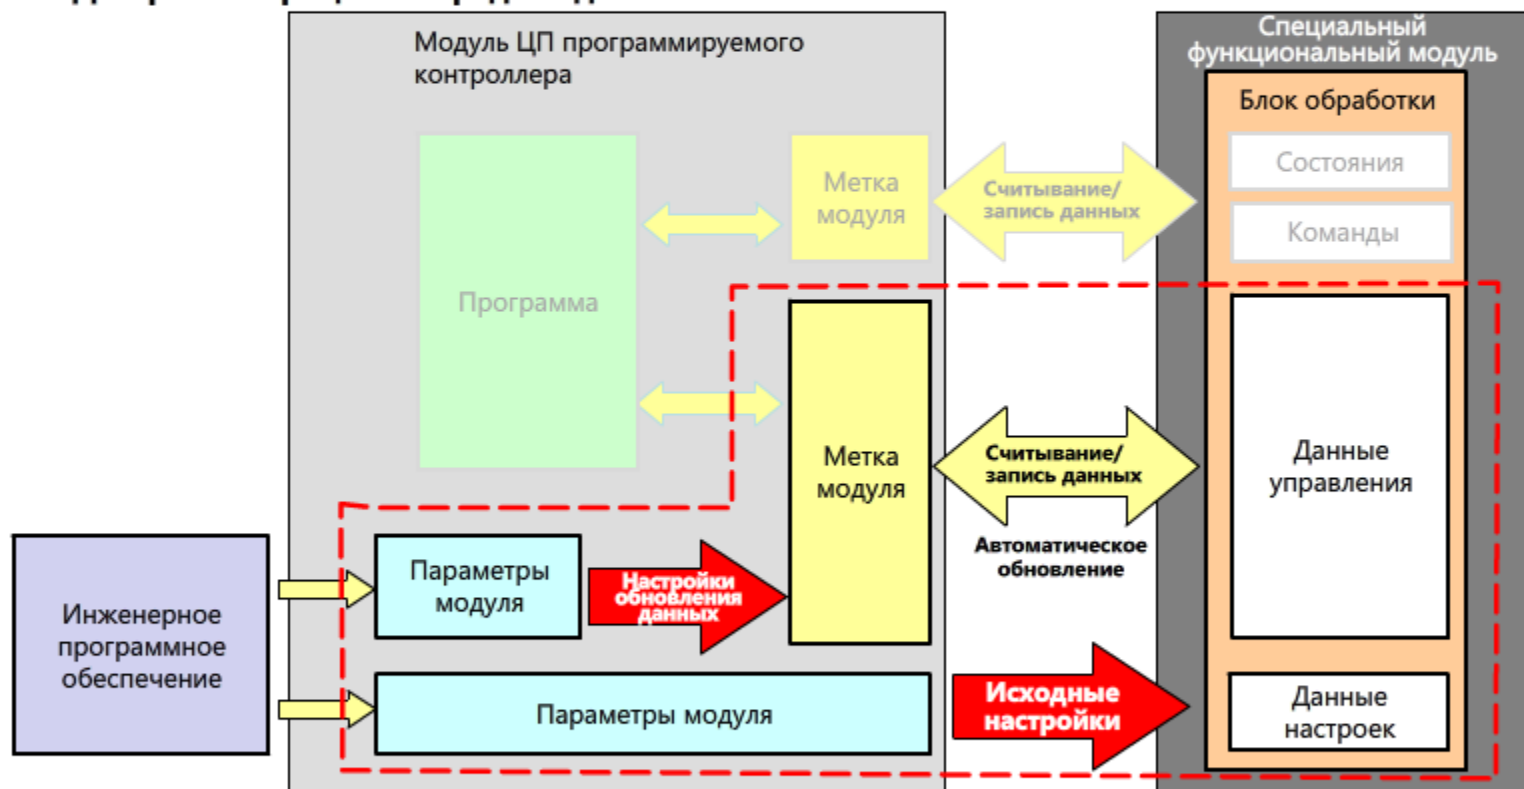 Модуль ЦП программируемого
контроллера
Специальный
функциональный модуль
Блок обработки
Состояния
Команды
Метка
модуля
Считывание/
запись данных
Программа
Метка
модуля
Считывание/
запись данных
Автоматическое
обновление
Данные
управления
Инженерное
программное
обеспечение
Параметры
модуля
Настройки
обновления
данных
Параметры модуля
Исходные
настройки
Данные
настроек